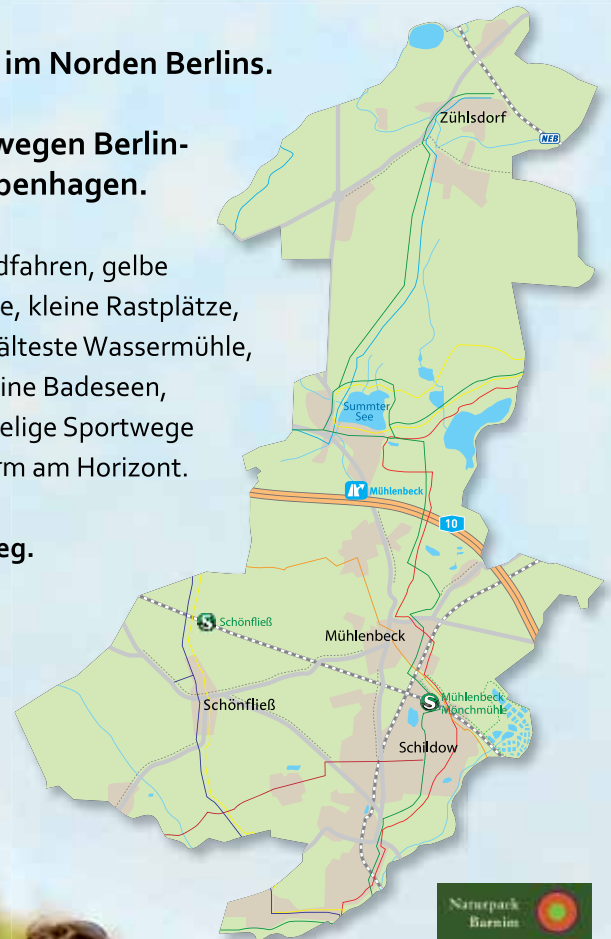 im Norden Berlins.
wegen Berlin-
penhagen.
dfahren, gelbe
e, kleine Rastplätze,
älteste Wassermühle,
ine Badeseen,
elige Sportwege
rm am Horizont.
eg.
Zühlsdorf
NEB
Summter
See
Mühlenbeck
10
S Schönfließ
Mühlenbeck
Schönfließ
S Mühlenbeck
Mönchmühle
Schildow
Naturpark
Barnim